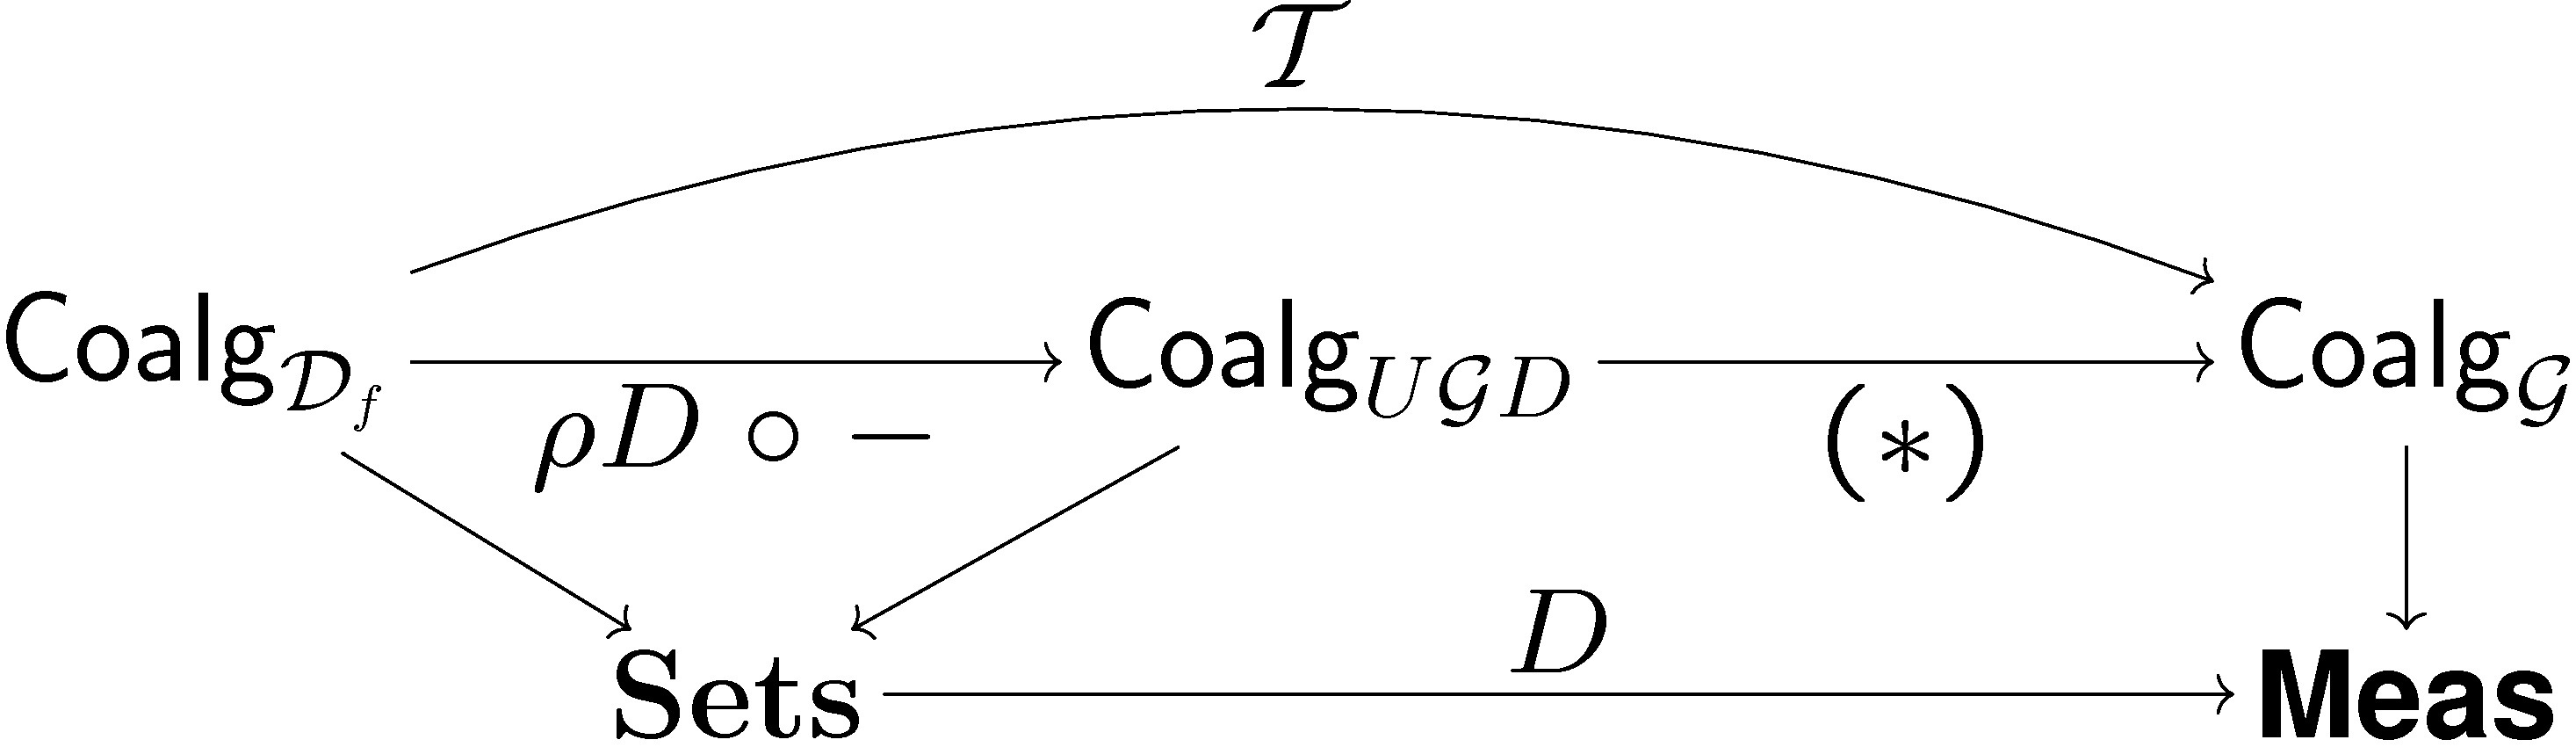 𝒯
Coalg_{𝒟_f} Coalg_{U𝒢D} Coalg_𝒢
ρD ∘ − (∗)
D
Sets Meas